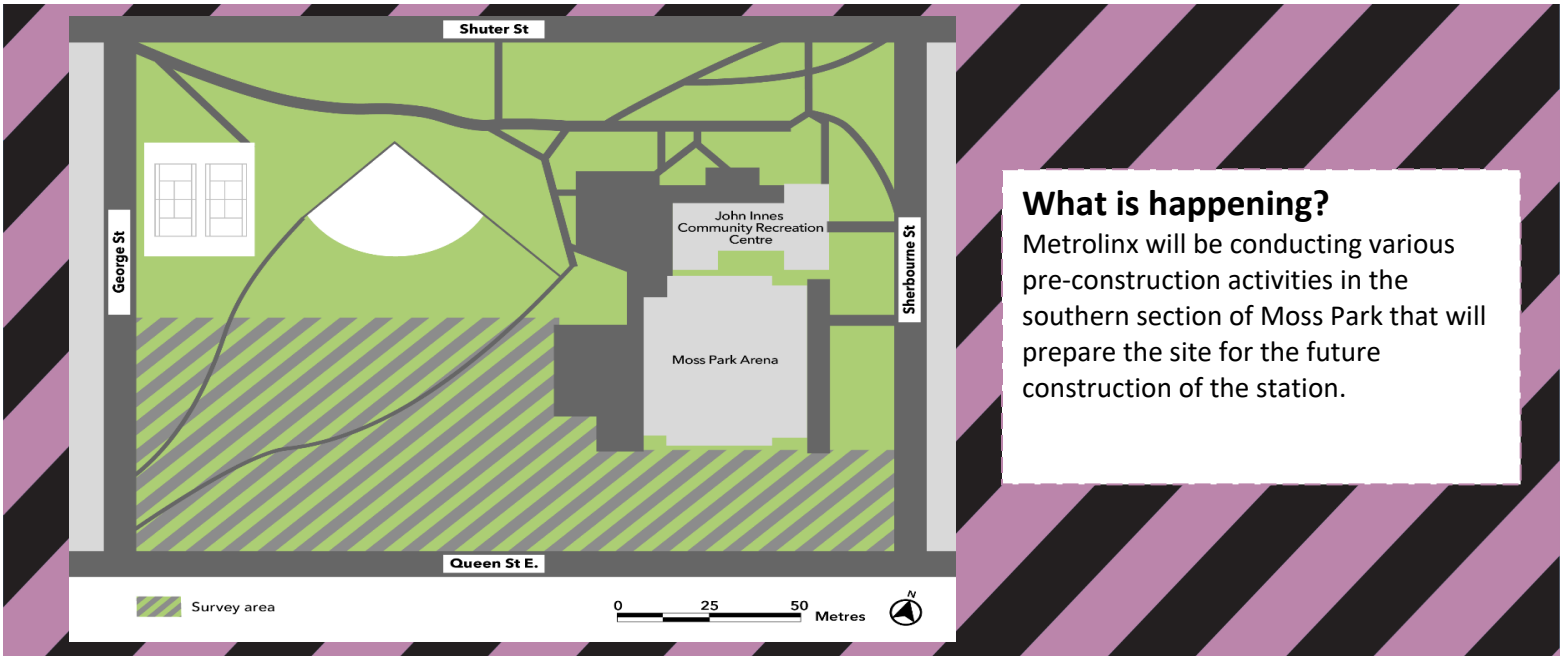 Shuter St
George St
John Innes
Community Recreation
Centre
Sherbourne St
Moss Park Arena
Queen St E.
Survey area
0 25 50 Metres
N
What is happening?
Metrolinx will be conducting various
pre-construction activities in the
southern section of Moss Park that will
prepare the site for the future
construction of the station.